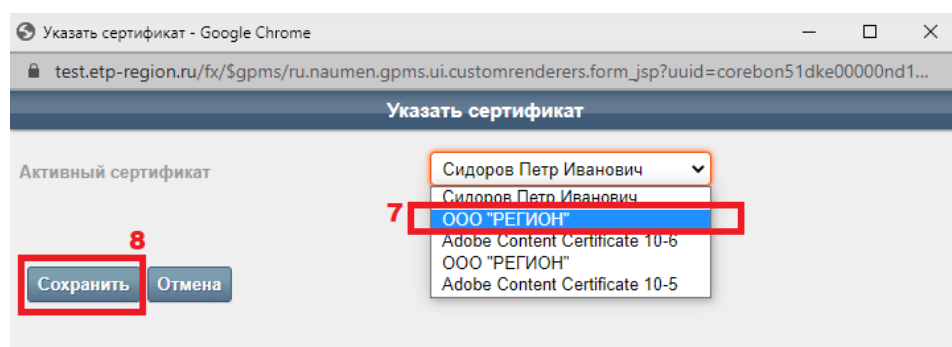 Указать сертификат - Google Chrome
test.etp-region.ru/fx/$gpms/ru.naumen.gpms.ui.customrenderers.form_jsp?uuid=corebon51dke00000nd1...
Указать сертификат
Активный сертификат
Сидоров Петр Иванович
Сидоров Петр Иванович
7
ООО "РЕГИОН"
Adobe Content Certificate 10-6
8
ООО "РЕГИОН"
Сохранить Отмена
Adobe Content Certificate 10-5